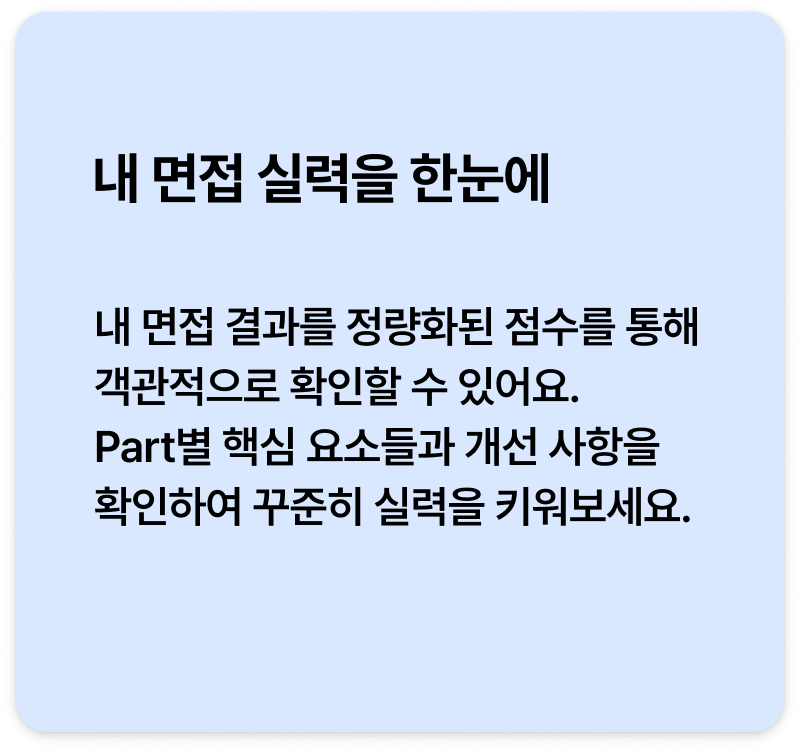 내 면접 실력을 한눈에
내 면접 결과를 정량화된 점수를 통해
객관적으로 확인할 수 있어요.
Part별 핵심 요소들과 개선 사항을
확인하여 꾸준히 실력을 키워보세요.